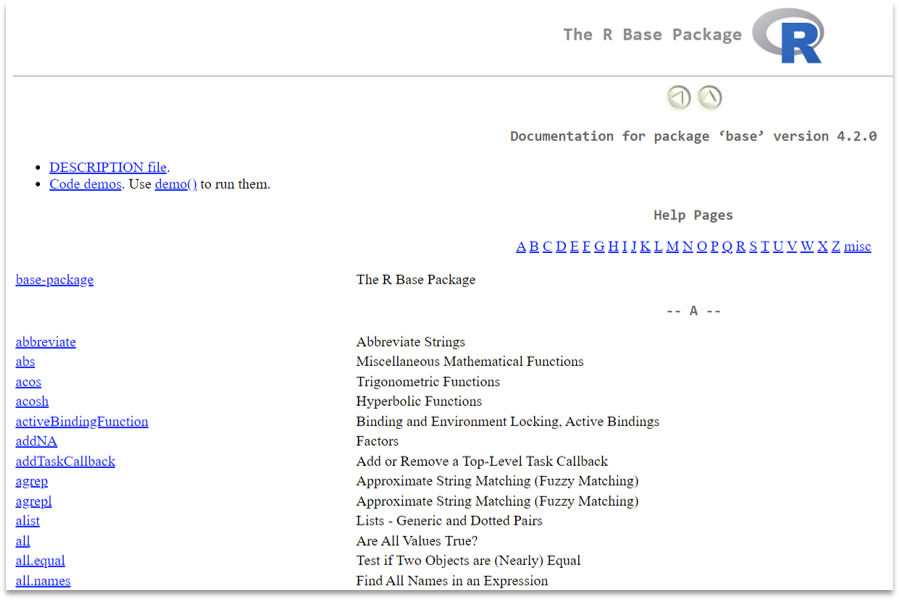 The R Base Package
R
Documentation for package ‘base’ version 4.2.0
DESCRIPTION file.
Code demos. Use demo() to run them.
Help Pages
A B C D E F G H I J K L M N O P Q R S T U V W X Z misc
base-package The R Base Package
-- A --
abbreviate Abbreviate Strings
abs Miscellaneous Mathematical Functions
acos Trigonometric Functions
acosh Hyperbolic Functions
activeBindingFunction Binding and Environment Locking, Active Bindings
addNA Factors
addTaskCallback Add or Remove a Top-Level Task Callback
agrep Approximate String Matching (Fuzzy Matching)
agrepl Approximate String Matching (Fuzzy Matching)
alist Lists - Generic and Dotted Pairs
all Are All Values True?
all.equal Test if Two Objects are (Nearly) Equal
all.names Find All Names in an Expression